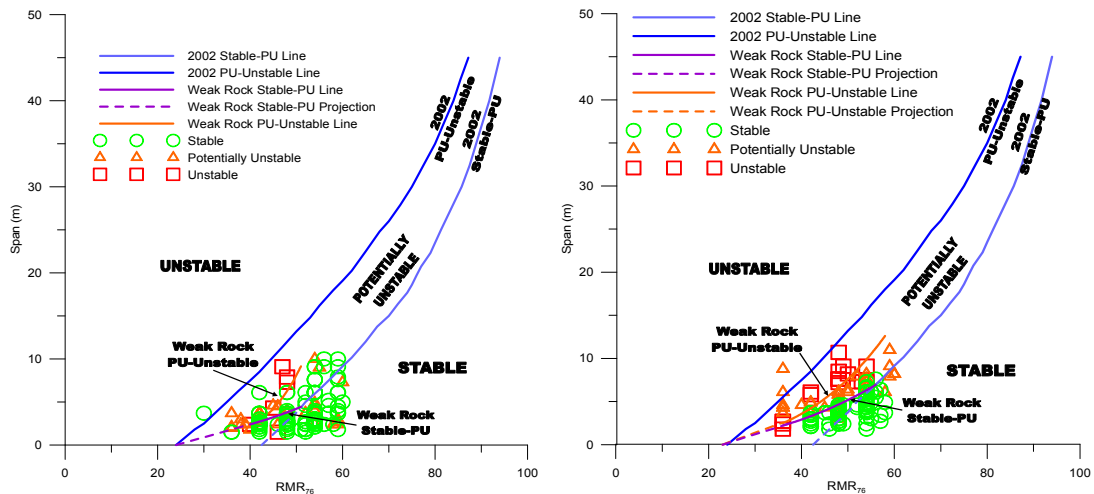 50
40
30
20
10
0
Span (m)
2002 Stable-PU Line
2002 PU-Unstable Line
Weak Rock Stable-PU Line
Weak Rock Stable-PU Projection
Weak Rock PU-Unstable Line
Stable
Potentially Unstable
Unstable
2002
PU-Unstable
2002
Stable-PU
POTENTIALLY
UNSTABLE
UNSTABLE
Weak Rock
PU-Unstable
STABLE
Weak Rock
Stable-PU
0 20 40 60 80 100
RMR76
50
40
30
20
10
0
Span (m)
2002 Stable-PU Line
2002 PU-Unstable Line
Weak Rock Stable-PU Line
Weak Rock Stable-PU Projection
Weak Rock PU-Unstable Line
Weak Rock PU-Unstable Projection
Stable
Potentially Unstable
Unstable
2002
PU-Unstable
2002
Stable-PU
POTENTIALLY
UNSTABLE
UNSTABLE
Weak Rock
PU-Unstable
STABLE
Weak Rock
Stable-PU
0 20 40 60 80 100
RMR76